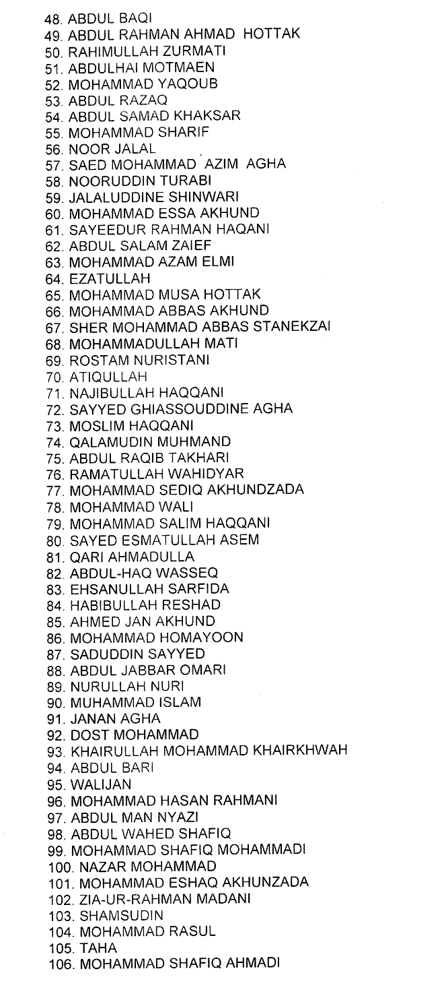 48. ABDUL BAQI
49. ABDUL RAHMAN AHMAD HOTTAK
50. RAHIMULLAH ZURMATI
51. ABDULHAI MOTMAEN
52. MOHAMMAD YAQOUB
53. ABDUL RAZAQ
54. ABDUL SAMAD KHAKSAR
55. MOHAMMAD SHARIF
56. NOOR JALAL
57. SAED MOHAMMAD AZIM AGHA
58. NOORUDDIN TURABI
59. JALALUDDINE SHINWARI
60. MOHAMMAD ESSA AKHUND
61. SAYEEDUR RAHMAN HAQANI
62. ABDUL SALAM ZAIEF
63. MOHAMMAD AZAM ELMI
64. EZATULLAH
65. MOHAMMAD MUSA HOTTAK
66. MOHAMMAD ABBAS AKHUND
67. SHER MOHAMMAD ABBAS STANEKZAI
68. MOHAMMADULLAH MATI
69. ROSTAM NURISTANI
70. ATIQULLAH
71. NAJIBULLAH HAQQANI
72. SAYYED GHIASSOUDDINE AGHA
73. MOSLIM HAQQANI
74. QALAMUDIN MUHMAND
75. ABDUL RAQIB TAKHARI
76. RAMATULLAH WAHIDYAR
77. MOHAMMAD SEDIQ AKHUNDZADA
78. MOHAMMAD WALI
79. MOHAMMAD SALIM HAQQANI
80. SAYED ESMATULLAH ASEM
81. QARI AHMADULLA
82. ABDUL-HAQ WASSEQ
83. EHSANULLAH SARFIDA
84. HABIBULLAH RESHAD
85. AHMED JAN AKHUND
86. MOHAMMAD HOMAYOON
87. SADUDDIN SAYYED
88. ABDUL JABBAR OMARI
89. NURULLAH NURI
90. MUHAMMAD ISLAM
91. JANAN AGHA
92. DOST MOHAMMAD
93. KHAIRULLAH MOHAMMAD KHAIRKHWAH
94. ABDUL BARI
95. WALIJAN
96. MOHAMMAD HASAN RAHMANI
97. ABDUL MAN NYAZI
98. ABDUL WAHED SHAFIQ
99. MOHAMMAD SHAFIQ MOHAMMADI
100. NAZAR MOHAMMAD
101. MOHAMMAD ESHAQ AKHUNZADA
102. ZIA-UR-RAHMAN MADANI
103. SHAMSUDIN
104. MOHAMMAD RASUL
105. TAHA
106. MOHAMMAD SHAFIQ AHMADI